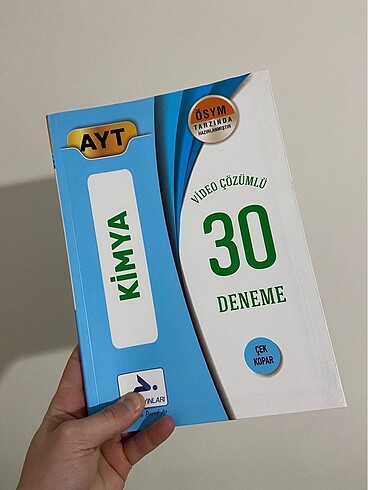 AYT
KİMYA
ÖSYM
TARZINDA
HAZIRLANMIŞTIR
VİDEO ÇÖZÜMLÜ
30
DENEME
ÇEK
KOPAR